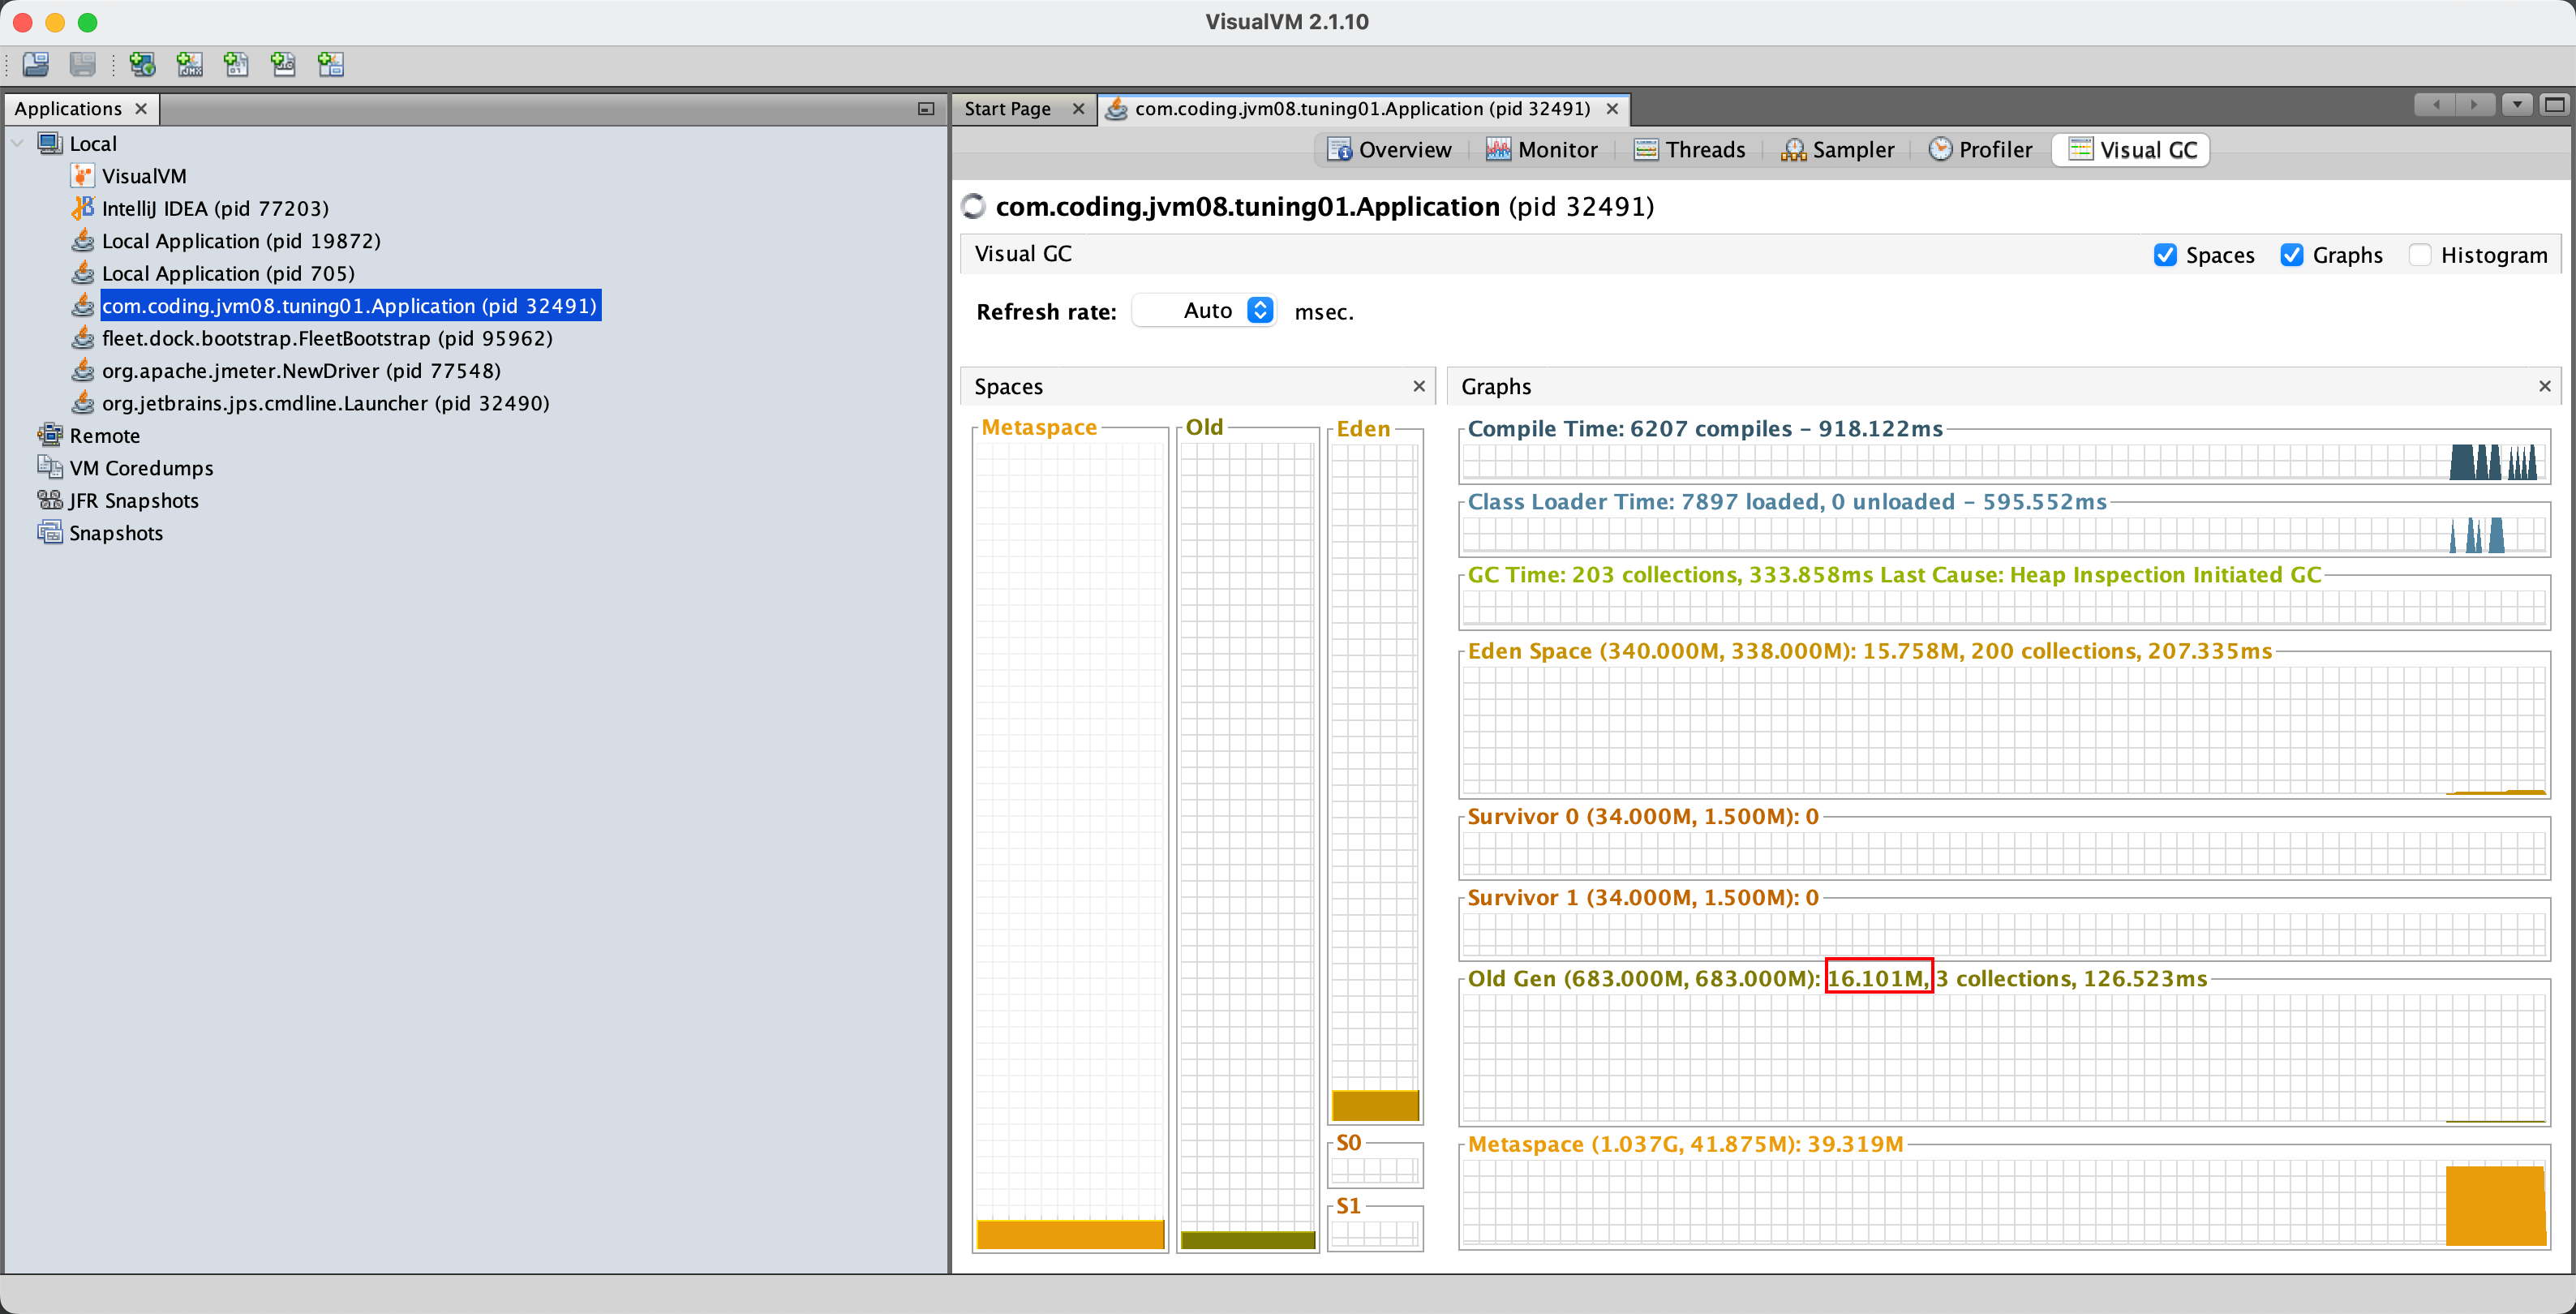 VisualVM 2.1.10
Applications
Start Page
com.coding.jvm08.tuning01.Application (pid 32491)
Local
VisualVM
IntelliJ IDEA (pid 77203)
Local Application (pid 19872)
Local Application (pid 705)
com.coding.jvm08.tuning01.Application (pid 32491)
fleet.dock.bootstrap.FleetBootstrap (pid 95962)
org.apache.jmeter.NewDriver (pid 77548)
org.jetbrains.jps.cmdline.Launcher (pid 32490)
Remote
VM Coredumps
JFR Snapshots
Snapshots
Overview Monitor Threads Sampler Profiler Visual GC
com.coding.jvm08.tuning01.Application (pid 32491)
Visual GC
Spaces Graphs Histogram
Refresh rate: Auto msec.
Spaces
Metaspace
Old
Eden
S0
S1
Graphs
Compile Time: 6207 compiles - 918.122ms
Class Loader Time: 7897 loaded, 0 unloaded - 595.552ms
GC Time: 203 collections, 333.858ms Last Cause: Heap Inspection Initiated GC
Eden Space (340.000M, 338.000M): 15.758M, 200 collections, 207.335ms
Survivor 0 (34.000M, 1.500M): 0
Survivor 1 (34.000M, 1.500M): 0
Old Gen (683.000M, 683.000M): 16.101M, 3 collections, 126.523ms
Metaspace (1.037G, 41.875M): 39.319M